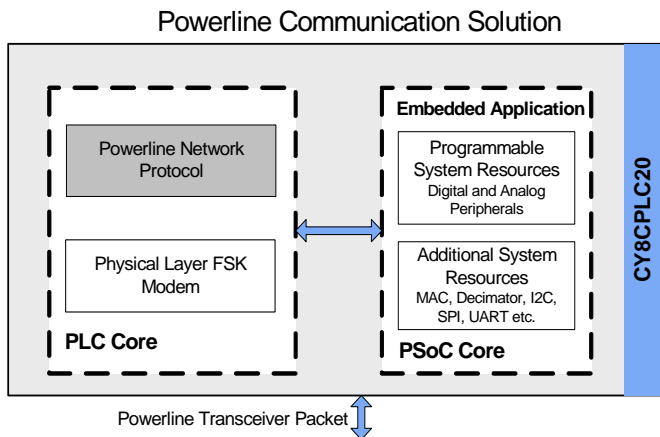 Powerline Communication Solution
Powerline Network
Protocol
Physical Layer FSK
Modem
PLC Core
Embedded Application
Programmable
System Resources
Digital and Analog
Peripherals
Additional System
Resources
MAC, Decimator, I2C,
SPI, UART etc.
PSoC Core
CY8CPLC20
Powerline Transceiver Packet